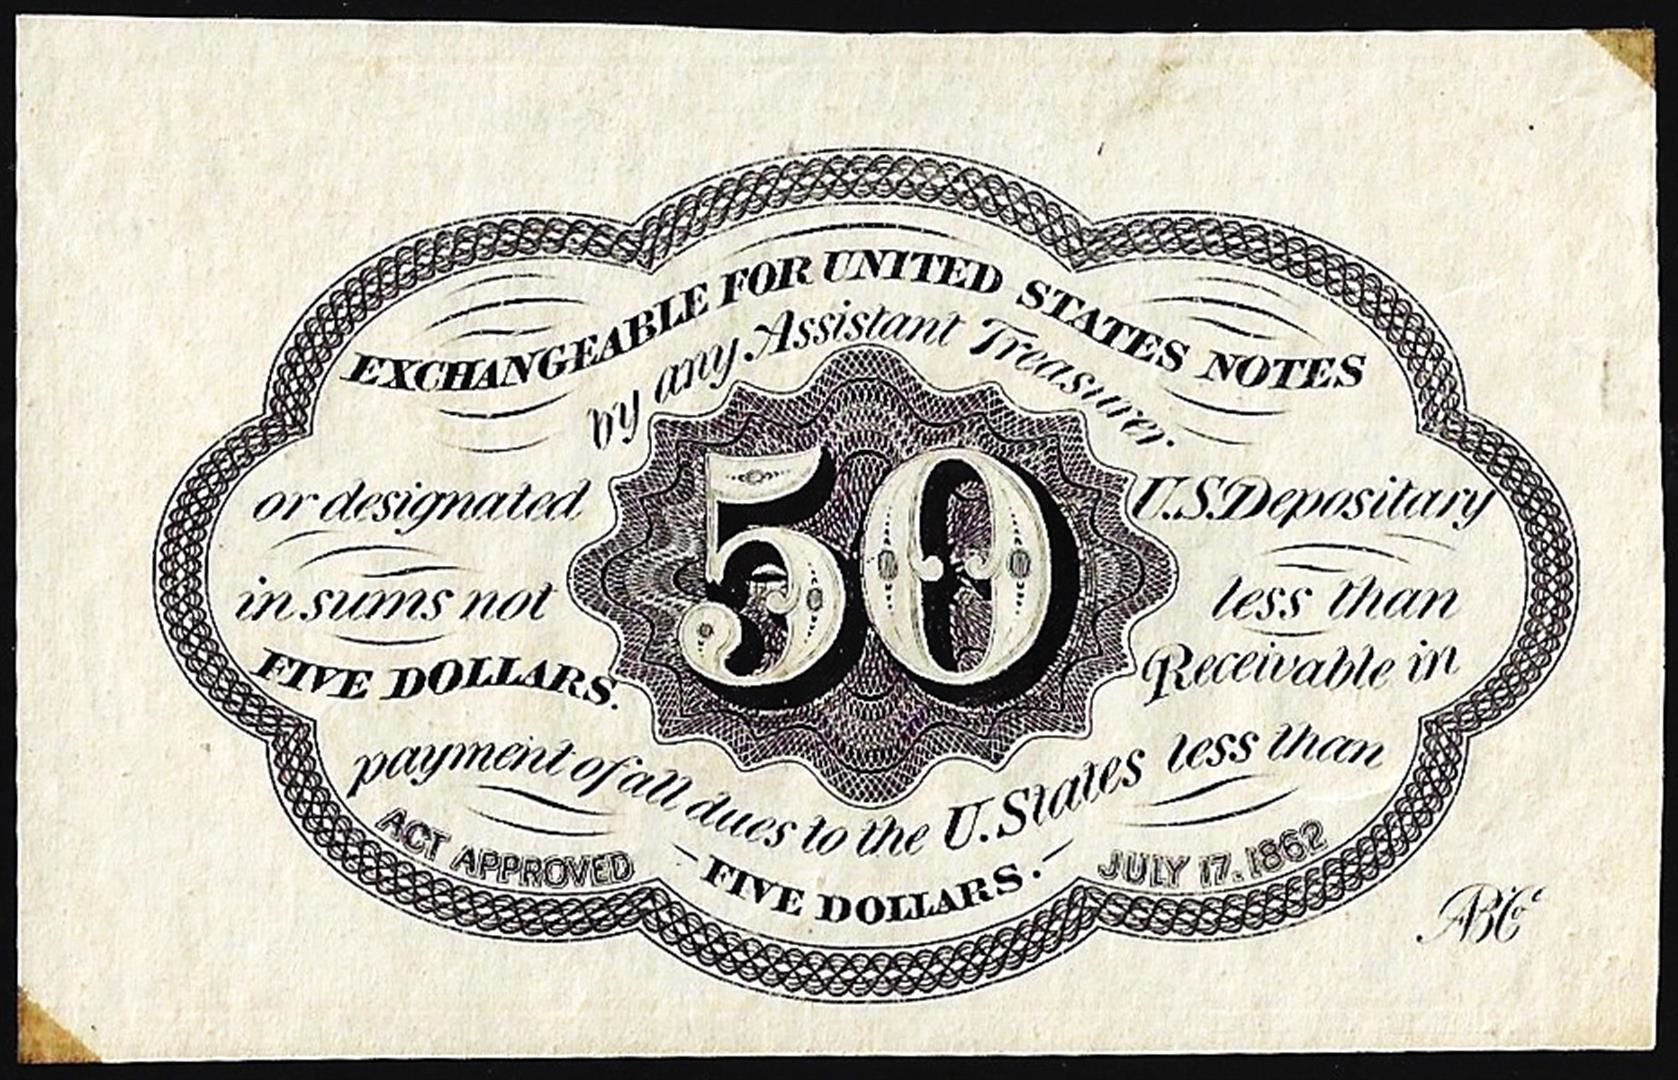 EXCHANGEABLE FOR UNITED STATES NOTES
by any Assistant Treasurer.
or designated U.S. Depositary
in sums not less than
FIVE DOLLARS. Receivable in
payment of all dues to the U. States less than
- FIVE DOLLARS. -
ACT APPROVED JULY 17. 1862
50
ABCo